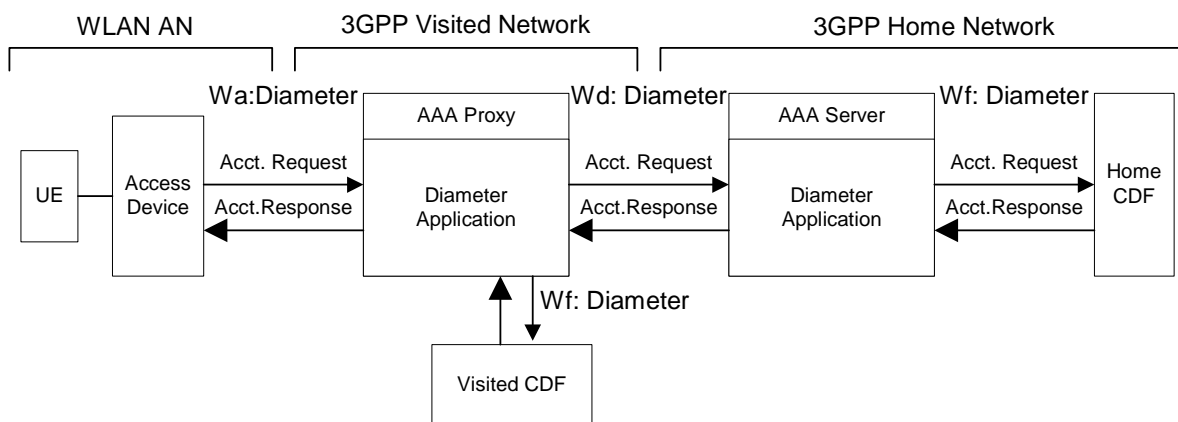 WLAN AN
3GPP Visited Network
3GPP Home Network
Wa:Diameter
Wd: Diameter
Wf: Diameter
AAA Proxy
AAA Server
UE
Access
Device
Acct. Request
Acct.Response
Diameter
Application
Acct. Request
Acct.Response
Diameter
Application
Acct. Request
Acct.Response
Home
CDF
Wf: Diameter
Visited CDF